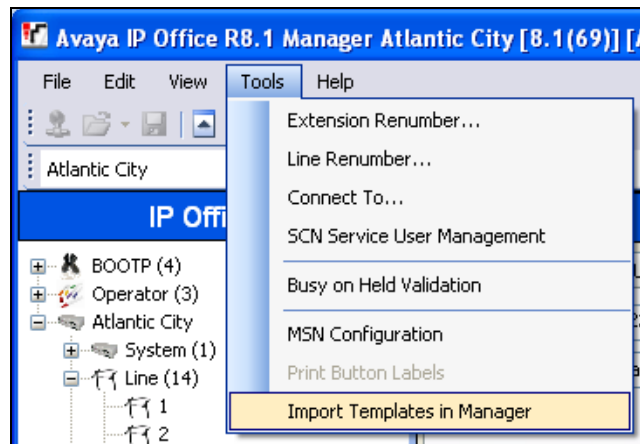 Avaya IP Office R8.1 Manager Atlantic City [8.1(69)] [
File Edit View Tools Help
Atlantic City
Extension Renumber...
Line Renumber...
Connect To...
SCN Service User Management
Busy on Held Validation
MSN Configuration
Print Button Labels
Import Templates in Manager
IP Offi
BOOTP (4)
Operator (3)
Atlantic City
System (1)
Line (14)
1
2